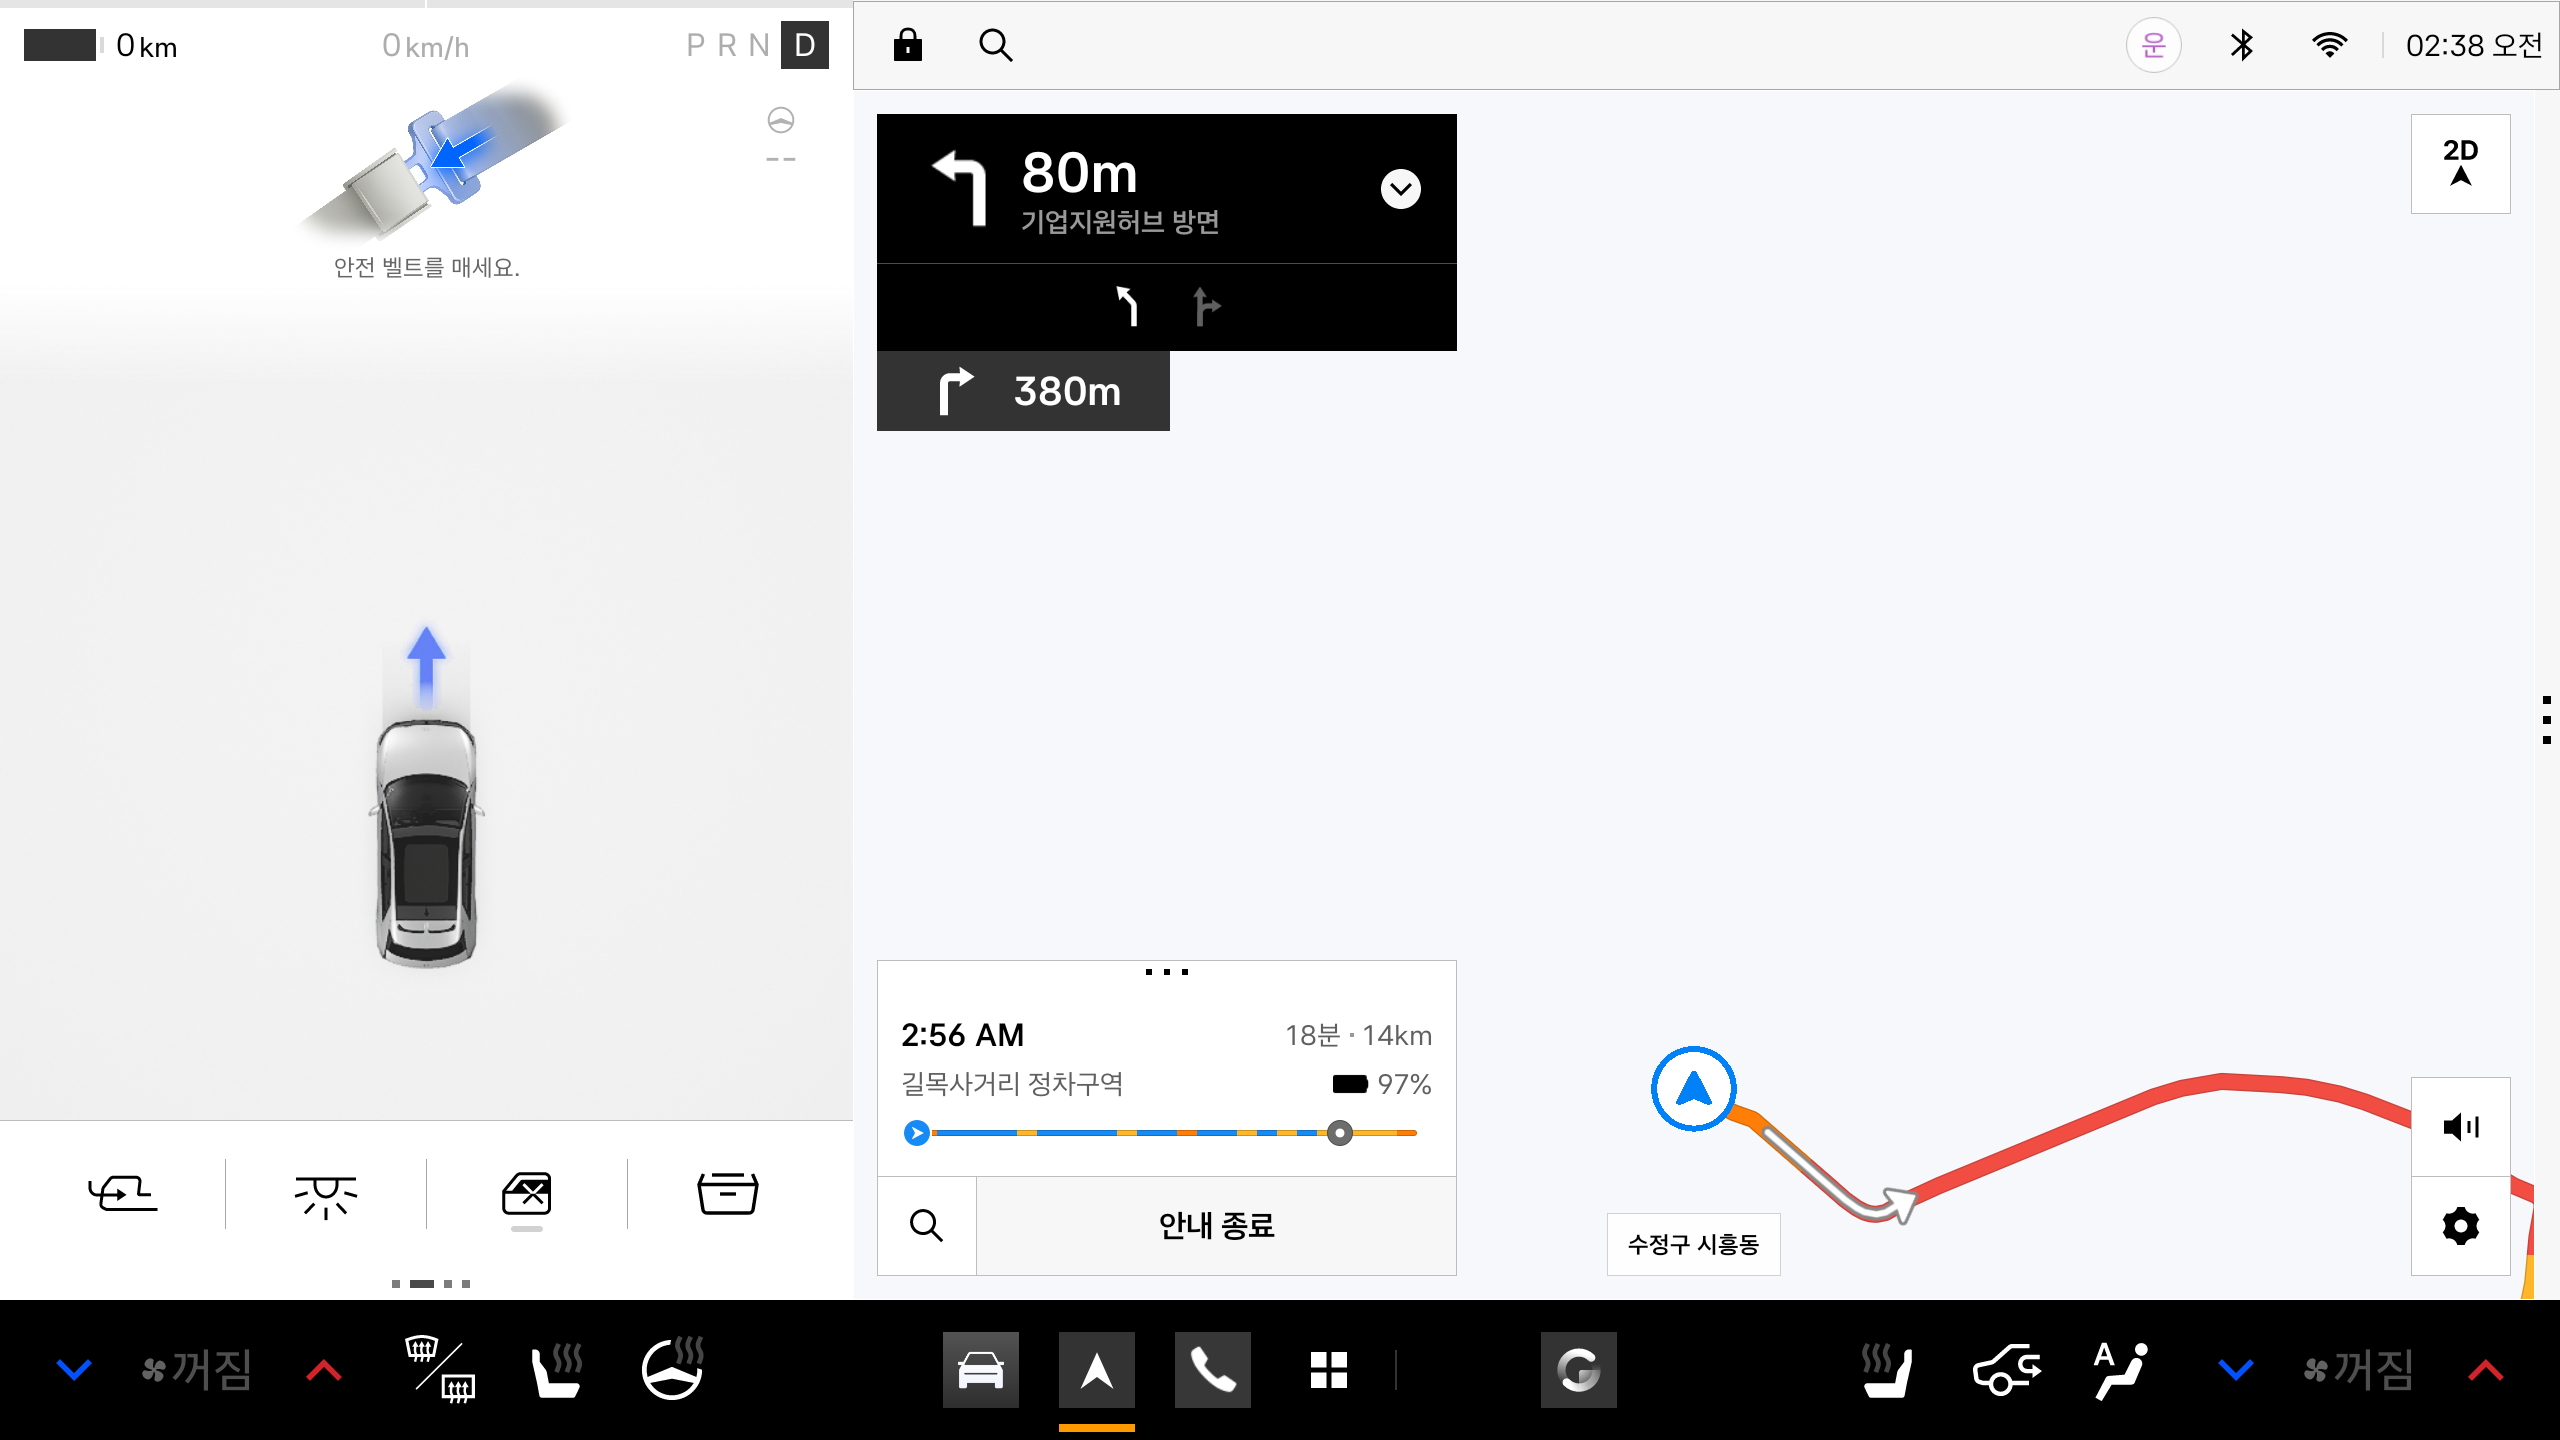 0 km
0 km/h
P R N D
안전 벨트를 매세요.
운
02:38 오전
80m
기업지원허브 방면
380m
2D
2:56 AM
18분 · 14km
길목사거리 정차구역
97%
안내 종료
수정구 시흥동
꺼짐
A
꺼짐